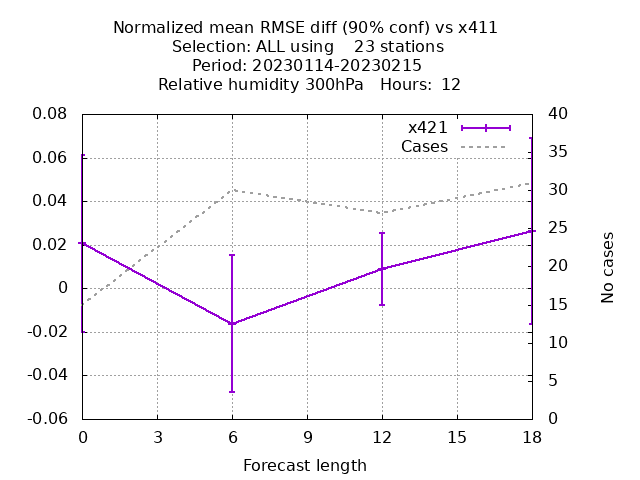 Normalized mean RMSE diff (90% conf) vs x411
Selection: ALL using    23 stations
Period: 20230114-20230215
Relative humidity 300hPa   Hours:  12
x421
Cases
0.08
0.06
0.04
0.02
0
-0.02
-0.04
-0.06
40
35
30
25
20
15
10
5
0
No cases
0 3 6 9 12 15 18
Forecast length